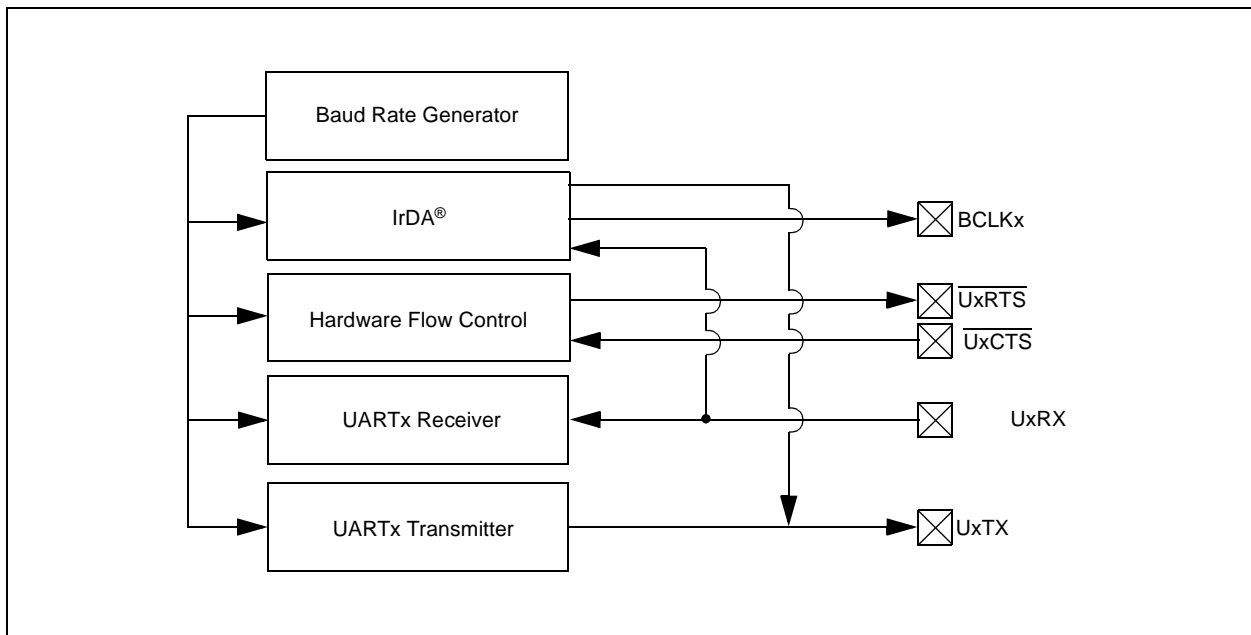 Baud Rate Generator
IrDA®
BCLKx
UxRTS
Hardware Flow Control
UxCTS
UARTx Receiver
UxRX
UARTx Transmitter
UxTX